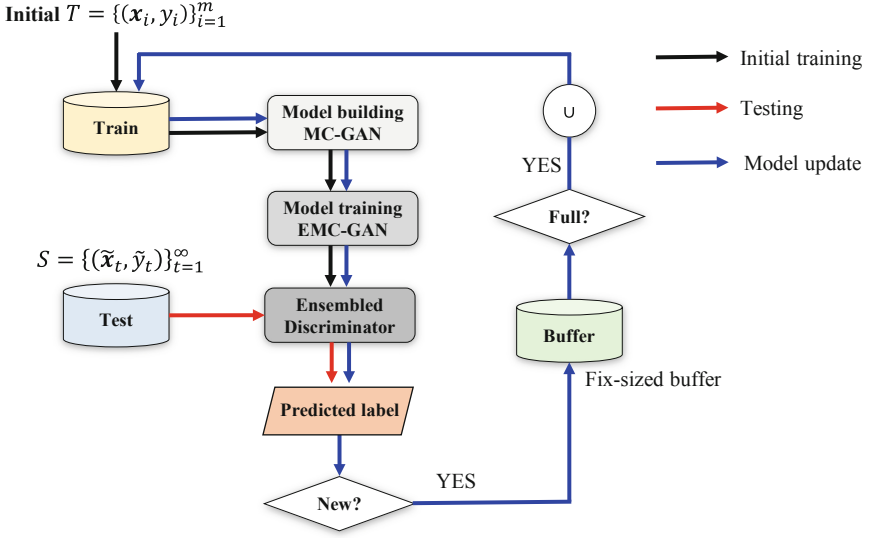 Initial T = {(x_i, y_i)}_{i=1}^m
Initial training
Train
Model building
MC-GAN
∪
Testing
YES
Model update
Model training
EMC-GAN
Full?
S = {(x̃_t, ỹ_t)}_{t=1}^∞
Test
Ensembled
Discriminator
Buffer
Fix-sized buffer
Predicted label
YES
New?